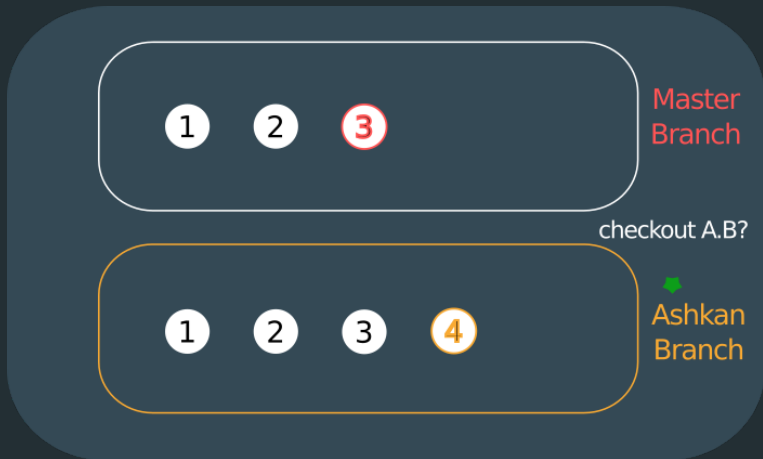 1 2 3
Master
Branch
checkout A.B?
1 2 3 4
Ashkan
Branch